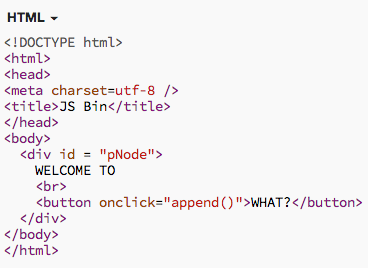 HTML
<!DOCTYPE html>
<html>
<head>
<meta charset=utf-8 />
<title>JS Bin</title>
</head>
<body>
  <div id = "pNode">
    WELCOME TO
    <br>
    <button onclick="append()">WHAT?</button>
  </div>
</body>
</html>